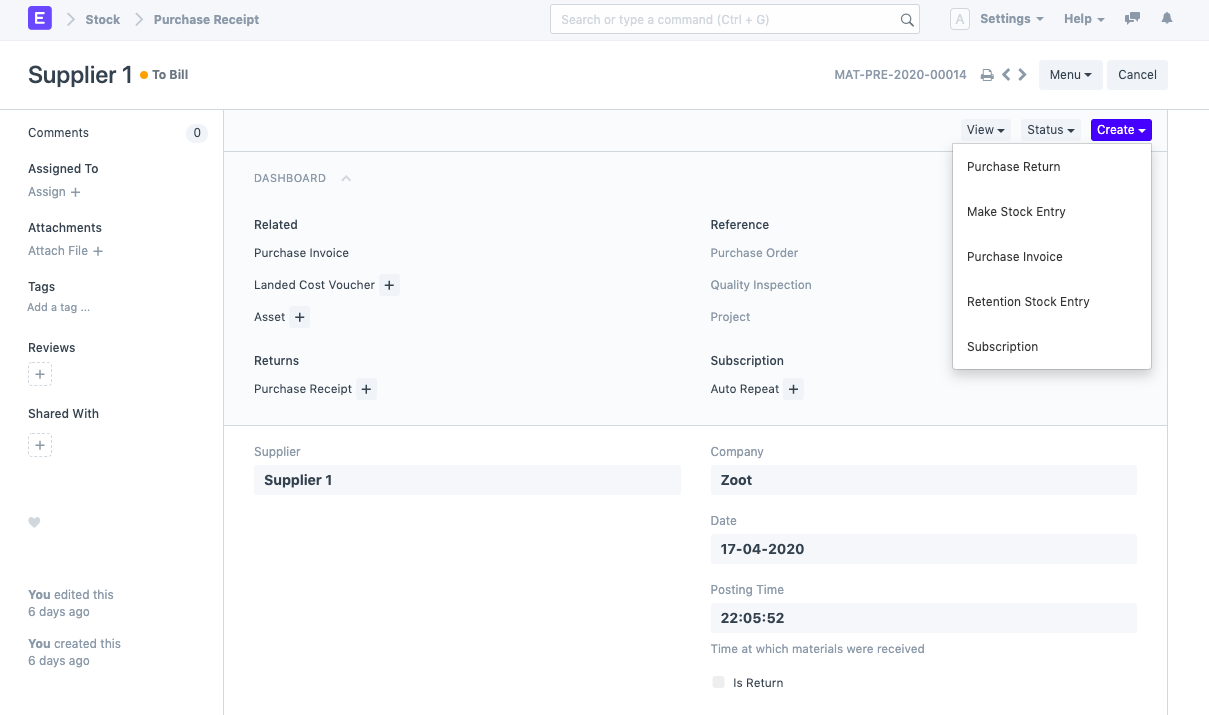 E Stock Purchase Receipt Search or type a command (Ctrl + G) A Settings Help
Supplier 1 To Bill MAT-PRE-2020-00014 Menu Cancel
Comments 0
Assigned To
Assign +
Attachments
Attach File +
Tags
Add a tag ...
Reviews
+
Shared With
+
You edited this
6 days ago
You created this
6 days ago
View Status Create
Purchase Return
Make Stock Entry
Purchase Invoice
Retention Stock Entry
Subscription
DASHBOARD
Related
Purchase Invoice
Landed Cost Voucher +
Asset +
Returns
Purchase Receipt +
Reference
Purchase Order
Quality Inspection
Project
Subscription
Auto Repeat +
Supplier
Supplier 1
Company
Zoot
Date
17-04-2020
Posting Time
22:05:52
Time at which materials were received
Is Return